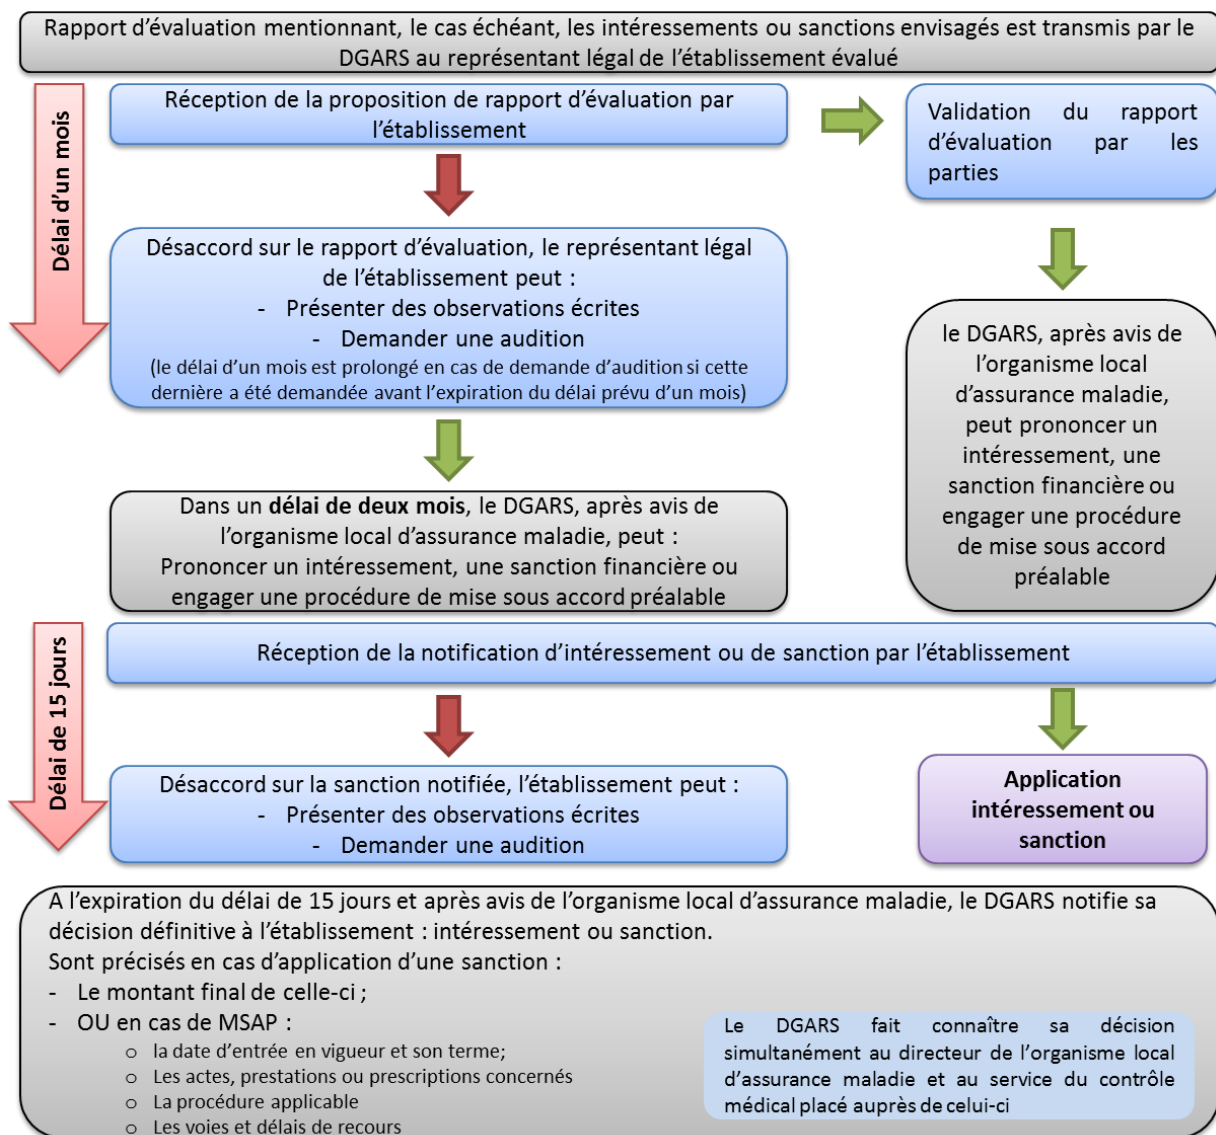 Rapport d’évaluation mentionnant, le cas échéant, les intéressements ou sanctions envisagés est transmis par le
DGARS au représentant légal de l’établissement évalué
Délai d’un mois
Réception de la proposition de rapport d’évaluation par
l’établissement
Validation du rapport
d’évaluation par les
parties
Désaccord sur le rapport d’évaluation, le représentant légal
de l’établissement peut :
- Présenter des observations écrites
- Demander une audition
(le délai d’un mois est prolongé en cas de demande d’audition si cette
dernière a été demandée avant l’expiration du délai prévu d’un mois)
le DGARS, après avis de
l’organisme local
d’assurance maladie,
peut prononcer un
intéressement, une
sanction financière ou
engager une procédure
de mise sous accord
préalable
Dans un délai de deux mois, le DGARS, après avis de
l’organisme local d’assurance maladie, peut :
Prononcer un intéressement, une sanction financière ou
engager une procédure de mise sous accord préalable
Délai de 15 jours
Réception de la notification d’intéressement ou de sanction par l’établissement
Désaccord sur la sanction notifiée, l’établissement peut :
- Présenter des observations écrites
- Demander une audition
Application
intéressement ou
sanction
A l’expiration du délai de 15 jours et après avis de l’organisme local d’assurance maladie, le DGARS notifie sa
décision définitive à l’établissement : intéressement ou sanction.
Sont précisés en cas d’application d’une sanction :
- Le montant final de celle-ci ;
- OU en cas de MSAP :
o la date d’entrée en vigueur et son terme;
o Les actes, prestations ou prescriptions concernés
o La procédure applicable
o Les voies et délais de recours
Le DGARS fait connaître sa décision
simultanément au directeur de l’organisme local
d’assurance maladie et au service du contrôle
médical placé auprès de celui-ci